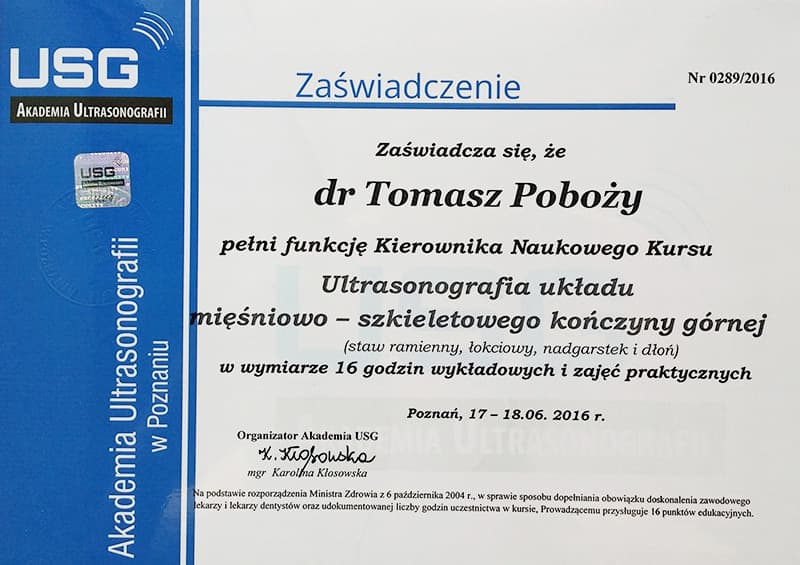 USG
AKADEMIA ULTRASONOGRAFII
Zaświadczenie
Nr 0289/2016
USG
Akademia Ultrasonografii
w Poznaniu
Zaświadcza się, że
dr Tomasz Poboży
pełni funkcję Kierownika Naukowego Kursu
Ultrasonografia układu
mięśniowo – szkieletowego kończyny górnej
(staw ramienny, łokciowy, nadgarstek i dłoń)
w wymiarze 16 godzin wykładowych i zajęć praktycznych
Poznań, 17 – 18.06. 2016 r.
Organizator Akademia USG
K. Kłosowska
mgr Karolina Kłosowska
Na podstawie rozporządzenia Ministra Zdrowia z 6 października 2004 r., w sprawie sposobu dopełniania obowiązku doskonalenia zawodowego
lekarzy i lekarzy dentystów oraz udokumentowanej liczby godzin uczestnictwa w kursie, Prowadzącemu przysługuje 16 punktów edukacyjnych.